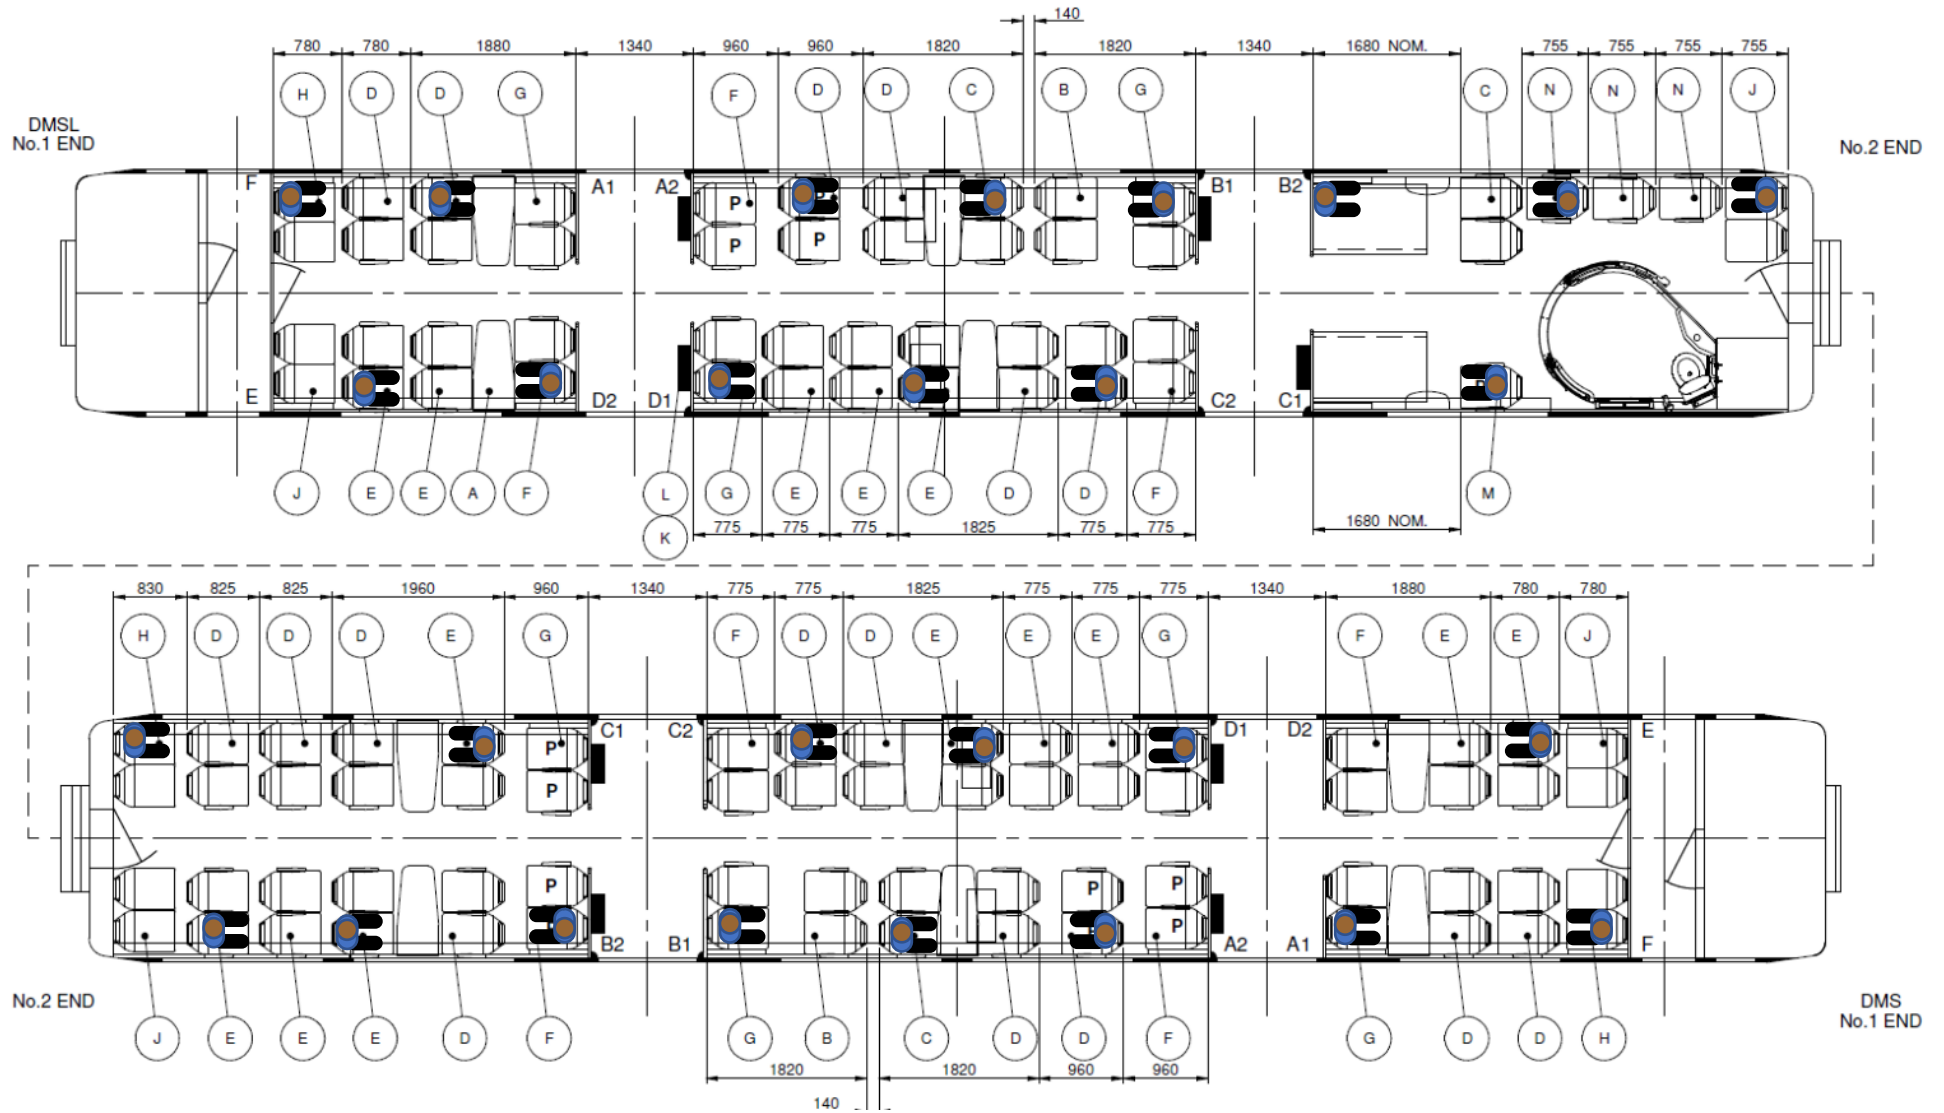 140
780 780 1880 1340 960 960 1820 1820 1340 1680 NOM. 755 755 755 755
H D D G F D D C B G C N N N J
DMSL
No.1 END
No.2 END
F A1 A2 B1 B2
P
P P
E D2 D1 C2 C1
J E E A F L G E E E D D F M
K
775 775 775 1825 775 775 1680 NOM.
830 825 825 1960 960 1340 775 775 1825 775 775 775 1340 1880 780 780
H D D D E G F D D E E E G F E E J
C1 C2 D1 D2 E
P
P
P P P
P
B2 B1 A2 A1 F
No.2 END
DMS
No.1 END
J E E E D F G B C D D F G D D H
1820 1820 960 960
140